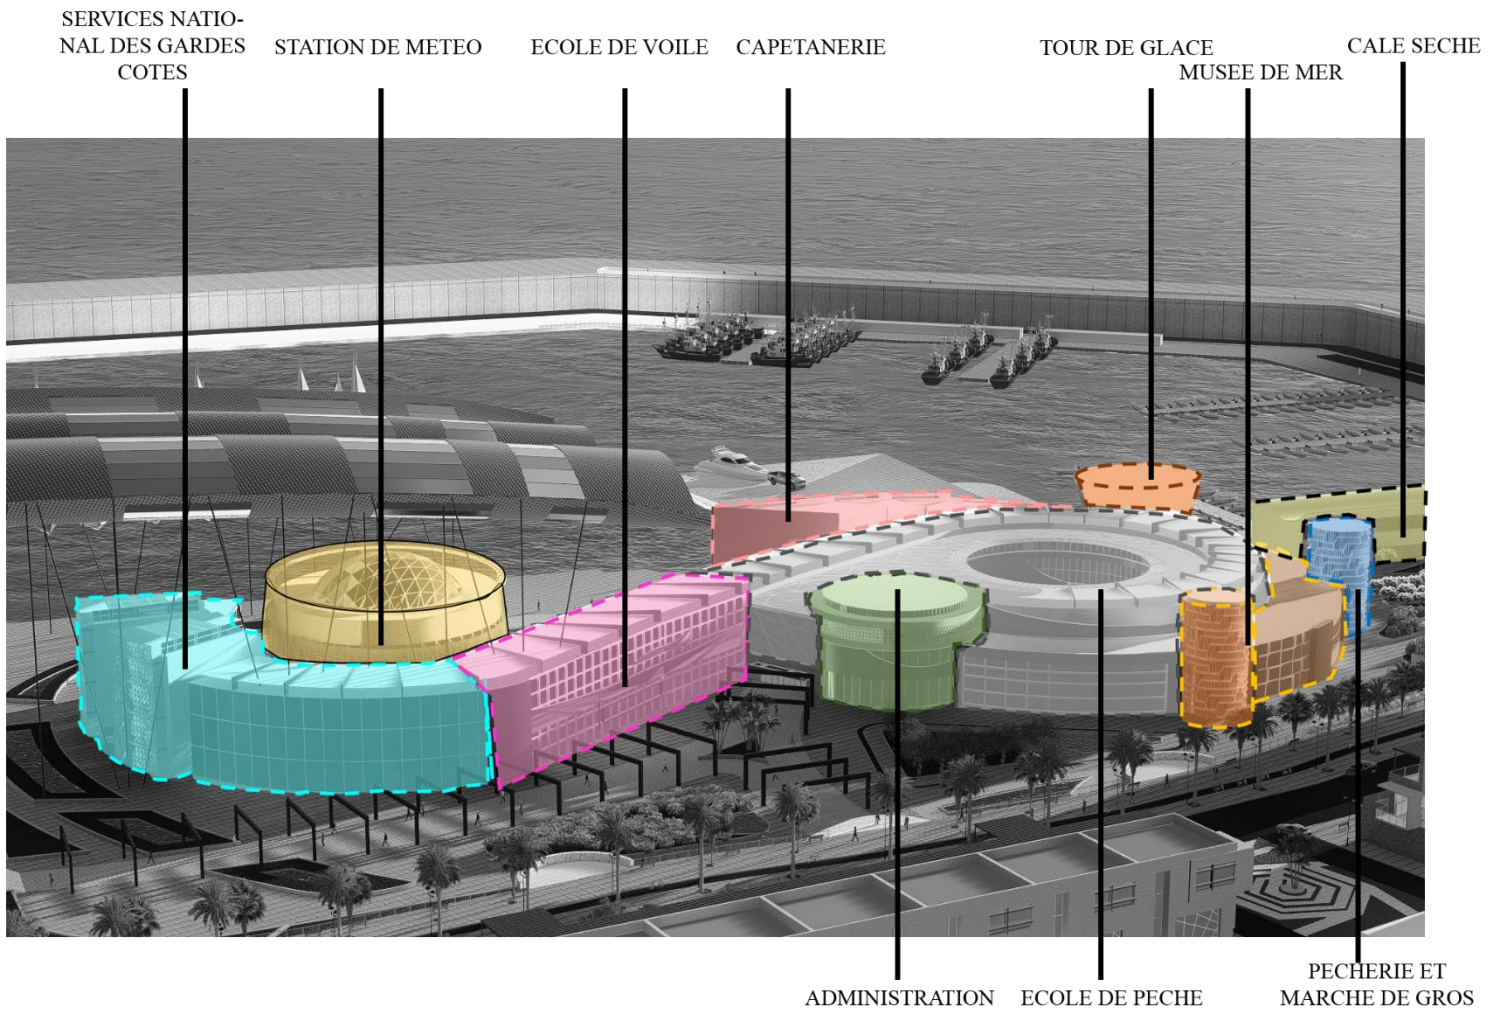 SERVICES NATIO-
NAL DES GARDES
COTES
STATION DE METEO
ECOLE DE VOILE
CAPETANERIE
TOUR DE GLACE
MUSEE DE MER
CALE SECHE
ADMINISTRATION
ECOLE DE PECHE
PECHERIE ET
MARCHE DE GROS